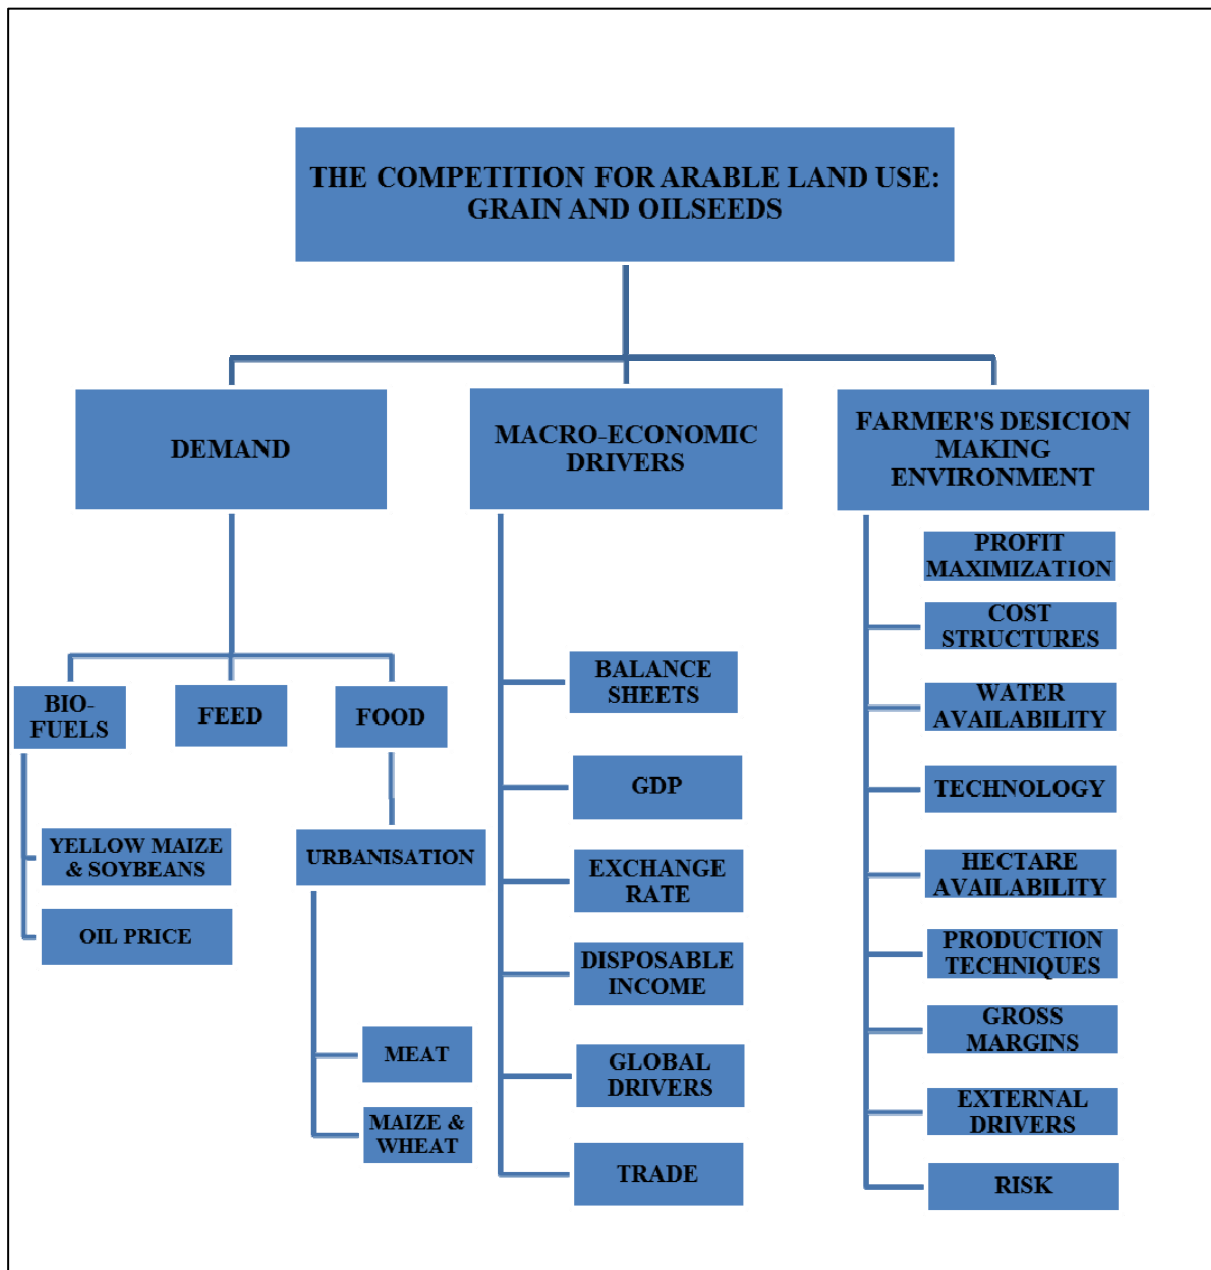 THE COMPETITION FOR ARABLE LAND USE:
GRAIN AND OILSEEDS
DEMAND
MACRO-ECONOMIC
DRIVERS
FARMER'S DESICION
MAKING
ENVIRONMENT
BIO-
FUELS
FEED
FOOD
YELLOW MAIZE
& SOYBEANS
OIL PRICE
URBANISATION
MEAT
MAIZE &
WHEAT
BALANCE
SHEETS
GDP
EXCHANGE
RATE
DISPOSABLE
INCOME
GLOBAL
DRIVERS
TRADE
PROFIT
MAXIMIZATION
COST
STRUCTURES
WATER
AVAILABILITY
TECHNOLOGY
HECTARE
AVAILABILITY
PRODUCTION
TECHNIQUES
GROSS
MARGINS
EXTERNAL
DRIVERS
RISK